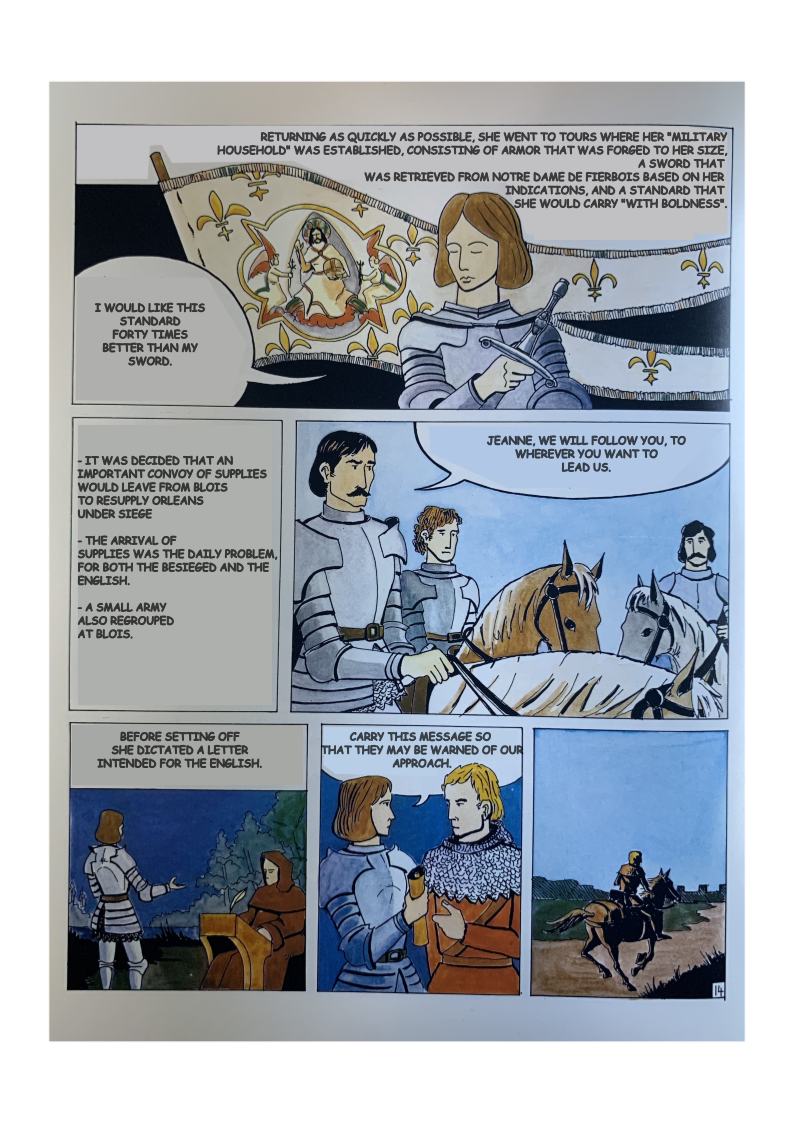 RETURNING AS QUICKLY AS POSSIBLE, SHE WENT TO TOURS WHERE HER "MILITARY
HOUSEHOLD" WAS ESTABLISHED, CONSISTING OF ARMOR THAT WAS FORGED TO HER SIZE,
A SWORD THAT
WAS RETRIEVED FROM NOTRE DAME DE FIERBOIS BASED ON HER
INDICATIONS, AND A STANDARD THAT
SHE WOULD CARRY "WITH BOLDNESS".
I WOULD LIKE THIS
STANDARD
FORTY TIMES
BETTER THAN MY
SWORD.
- IT WAS DECIDED THAT AN
IMPORTANT CONVOY OF SUPPLIES
WOULD LEAVE FROM BLOIS
TO RESUPPLY ORLEANS
UNDER SIEGE
- THE ARRIVAL OF
SUPPLIES WAS THE DAILY PROBLEM,
FOR BOTH THE BESIEGED AND THE
ENGLISH.
- A SMALL ARMY
ALSO REGROUPED
AT BLOIS.
JEANNE, WE WILL FOLLOW YOU, TO
WHEREVER YOU WANT TO
LEAD US.
BEFORE SETTING OFF
SHE DICTATED A LETTER
INTENDED FOR THE ENGLISH.
CARRY THIS MESSAGE SO
THAT THEY MAY BE WARNED OF OUR
APPROACH.
14